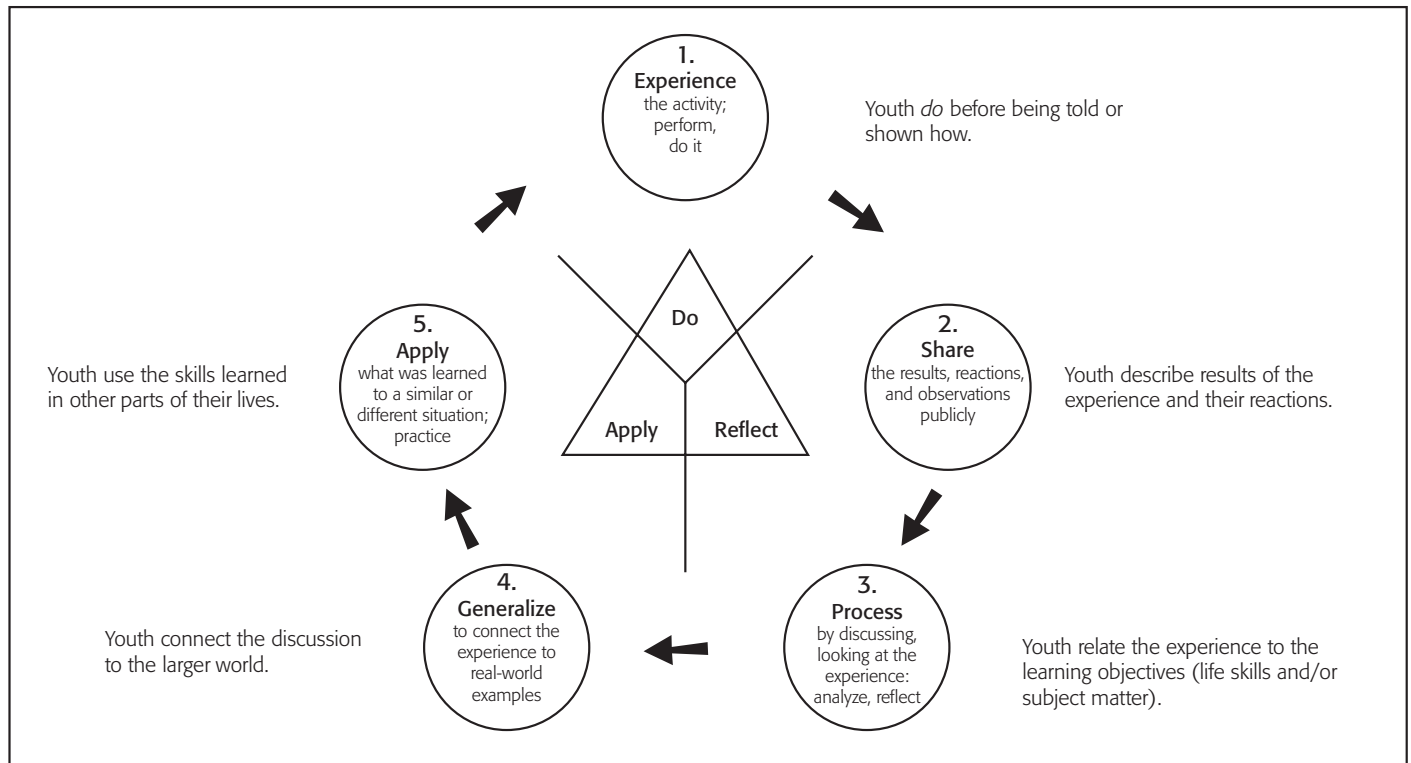 1.
Experience
the activity;
perform,
do it
Youth do before being told or
shown how.
2.
Share
the results, reactions,
and observations
publicly
Youth describe results of the
experience and their reactions.
3.
Process
by discussing,
looking at the
experience:
analyze, reflect
Youth relate the experience to the
learning objectives (life skills and/or
subject matter).
4.
Generalize
to connect the
experience to
real-world
examples
Youth connect the discussion
to the larger world.
5.
Apply
what was learned
to a similar or
different situation;
practice
Youth use the skills learned
in other parts of their lives.
Do
Apply
Reflect